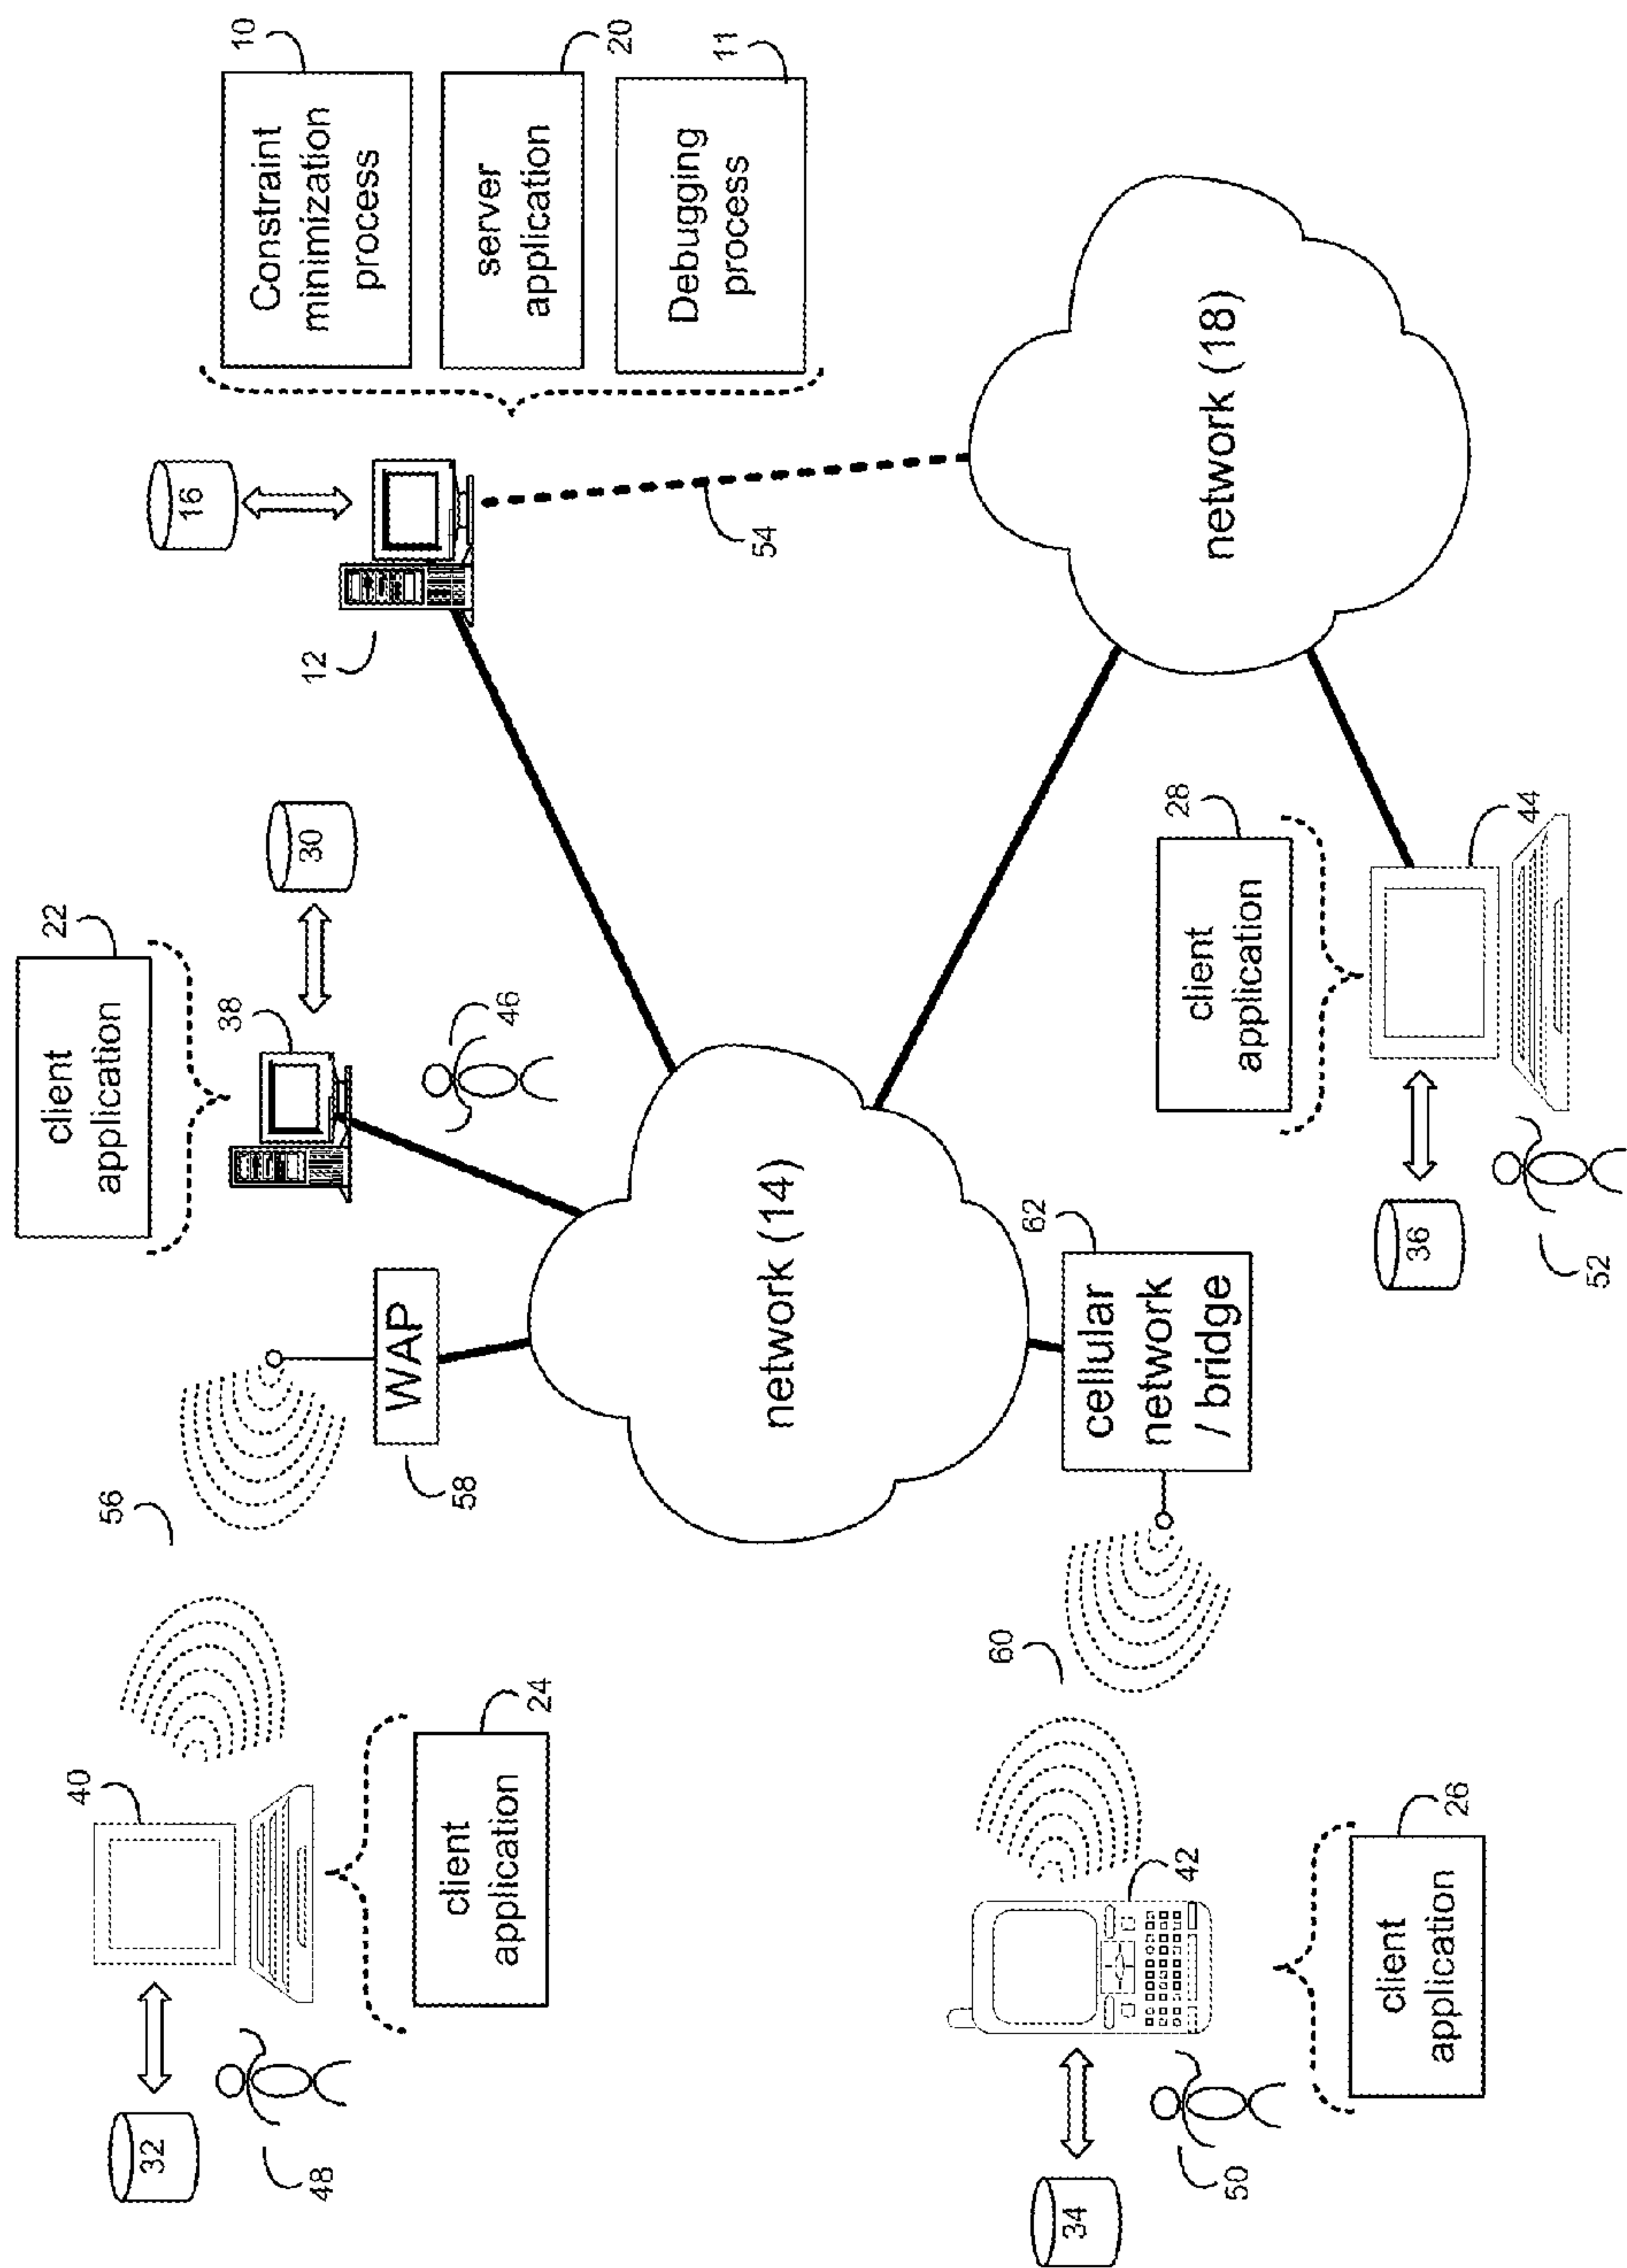 22
client
application
40
56
32
48
24
client
application
38
30
46
WAP
58
16
12
10
Constraint
minimization
process
20
server
application
11
Debugging
process
54
network (14)
network (18)
60
62
cellular
network
/ bridge
42
34
50
26
client
application
28
client
application
44
36
52